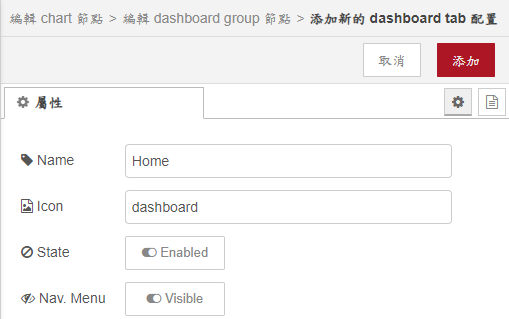 編輯 chart 節點 > 編輯 dashboard group 節點 > 添加新的 dashboard tab 配置
取消 添加
屬性
Name Home
Icon dashboard
State Enabled
Nav. Menu Visible